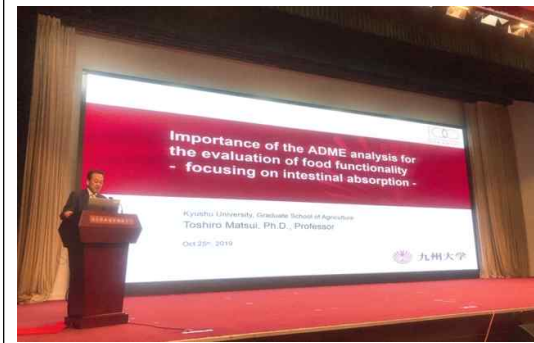 Importance of the ADME analysis for
the evaluation of food functionality
- focusing on intestinal absorption -
Kyushu University, Graduate School of Agriculture
Toshiro Matsui, Ph.D., Professor
Oct 25th, 2019
九州大学